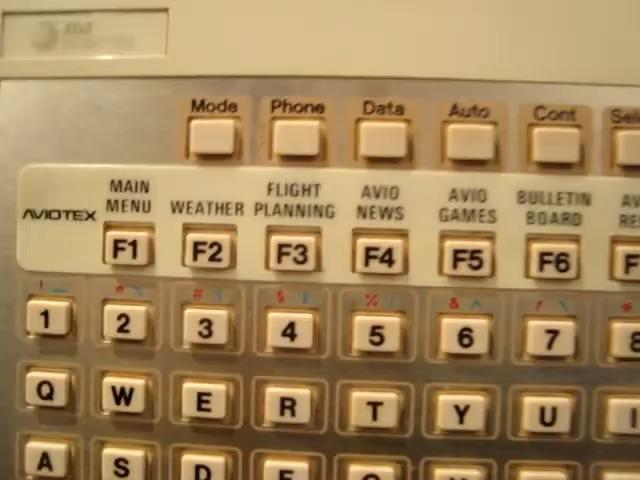 Mode Phone Data Auto Cont
MAIN MENU
WEATHER
FLIGHT PLANNING
AVIO NEWS
AVIO GAMES
BULLETIN BOARD
AVIOTEX
F1 F2 F3 F4 F5 F6
1 2 3 4 5 6 7 8
Q W E R T Y U I
A S D